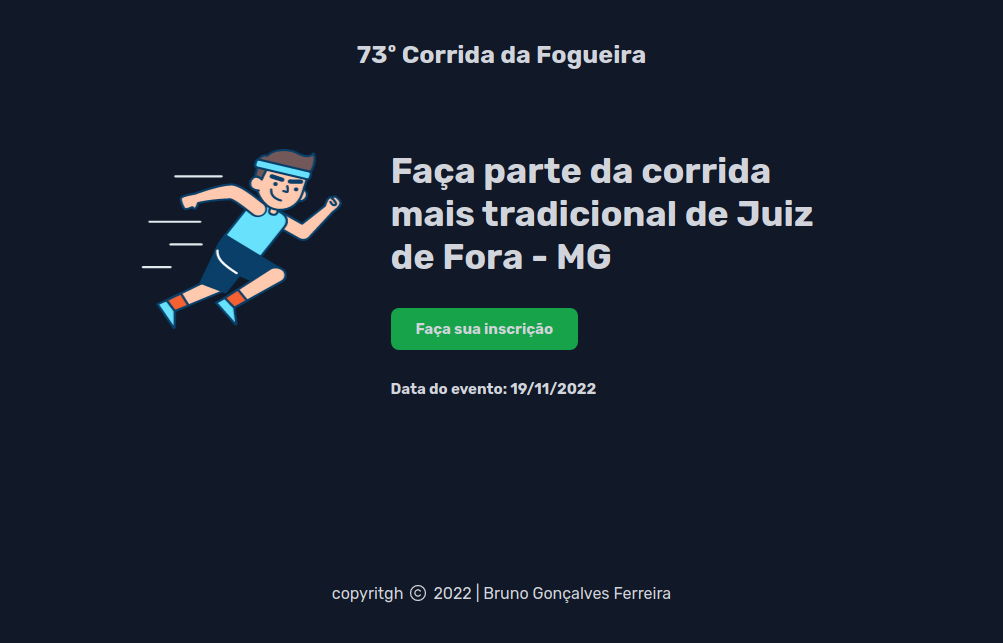 73° Corrida da Fogueira
Faça parte da corrida
mais tradicional de Juiz
de Fora - MG
Faça sua inscrição
Data do evento: 19/11/2022
copyritgh © 2022 | Bruno Gonçalves Ferreira